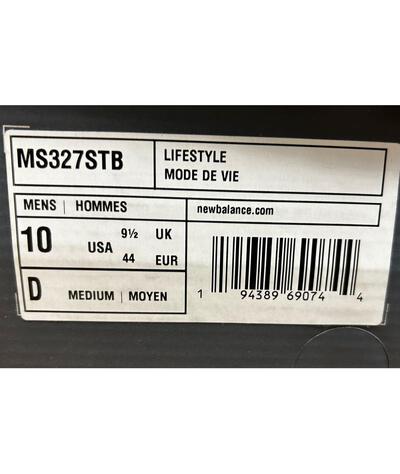 MS327STB
LIFESTYLE
MODE DE VIE
MENS | HOMMES
newbalance.com
10 USA 9½ UK
44 EUR
D MEDIUM | MOYEN
1 94389 69074 4